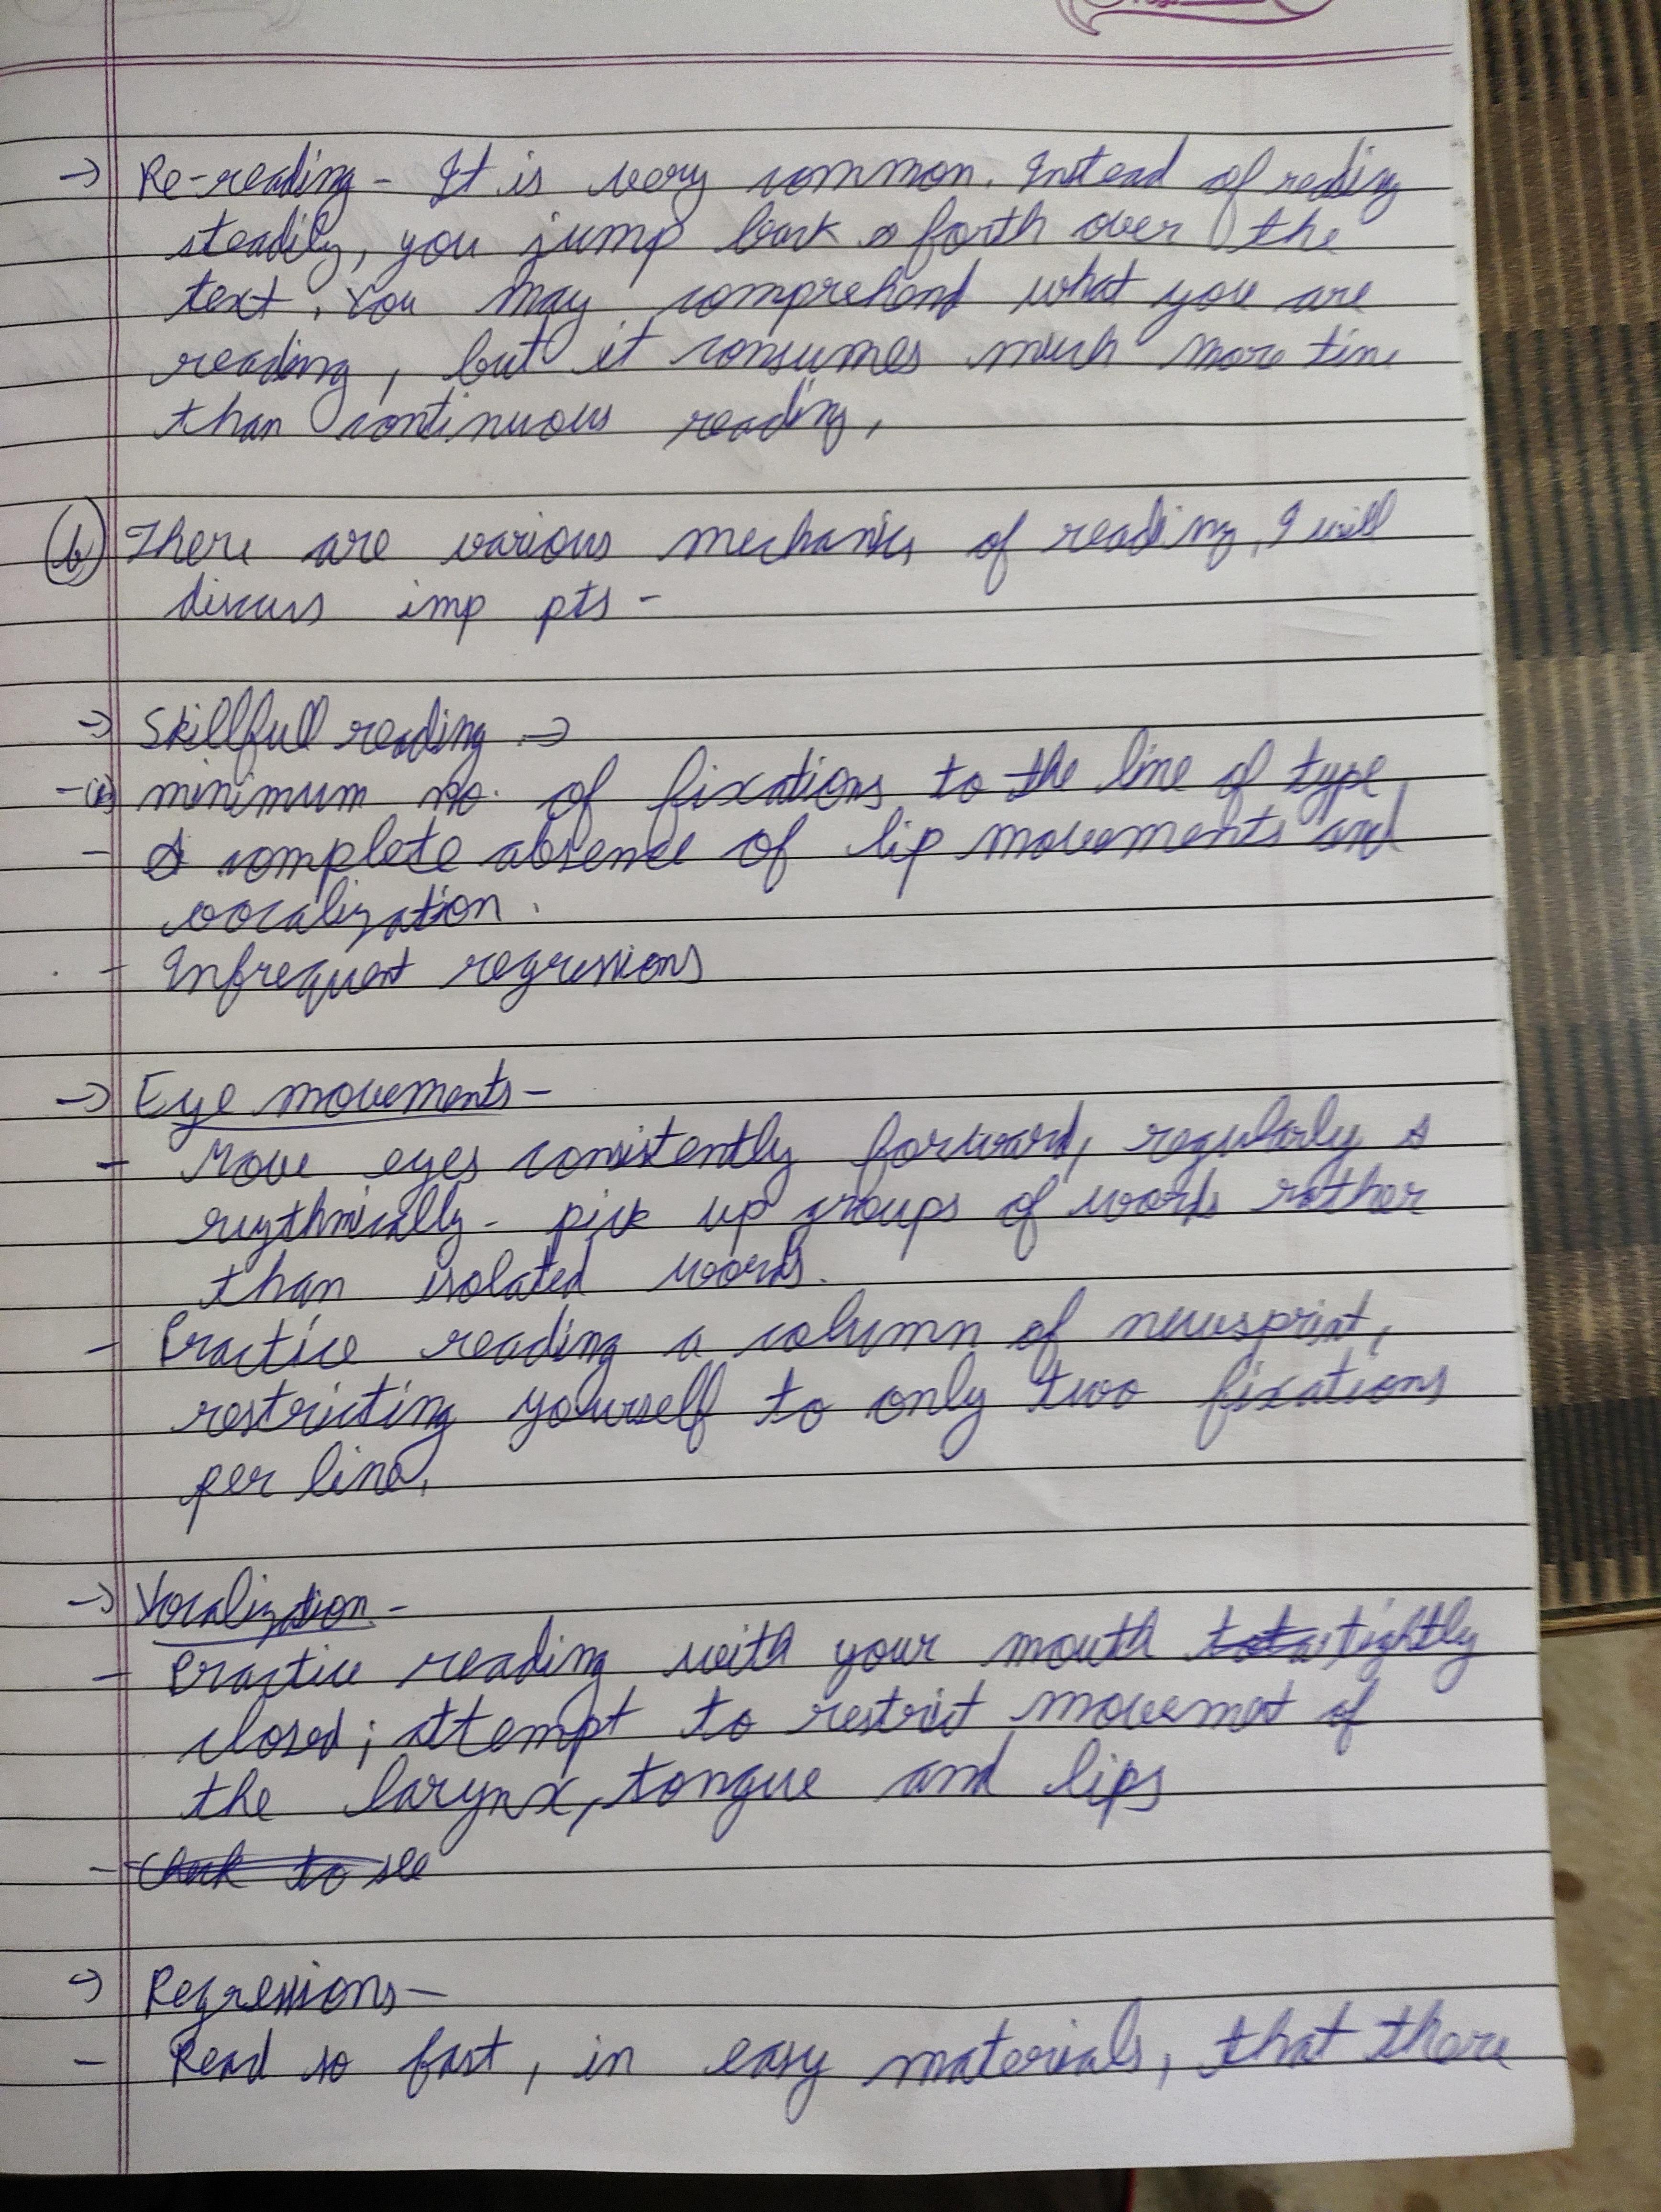 → Re-reading - It is very common. Instead of reading
steadily, you jump back & forth over the
text. You may comprehend what you are
reading, but it consumes much more time
than continuous reading.
(b) There are various mechanics of reading, I will
discuss imp pts -
→ Skillfull reading →
- minimum no. of fixations to the line of type
- complete absence of lip movements and
vocalization.
- Infrequent regressions
→ Eye movements -
- Move eyes consistently forward, regularly &
rythmically - pick up groups of words rather
than isolated words.
- Practice reading a column of newsprint,
restricting yourself to only two fixations
per line.
→ Vocalization -
- Practice reading with your mouth tightly
closed; attempt to restrict movement of
the larynx, tongue and lips
- Check to see
→ Regressions -
- Read so fast, in easy materials, that there